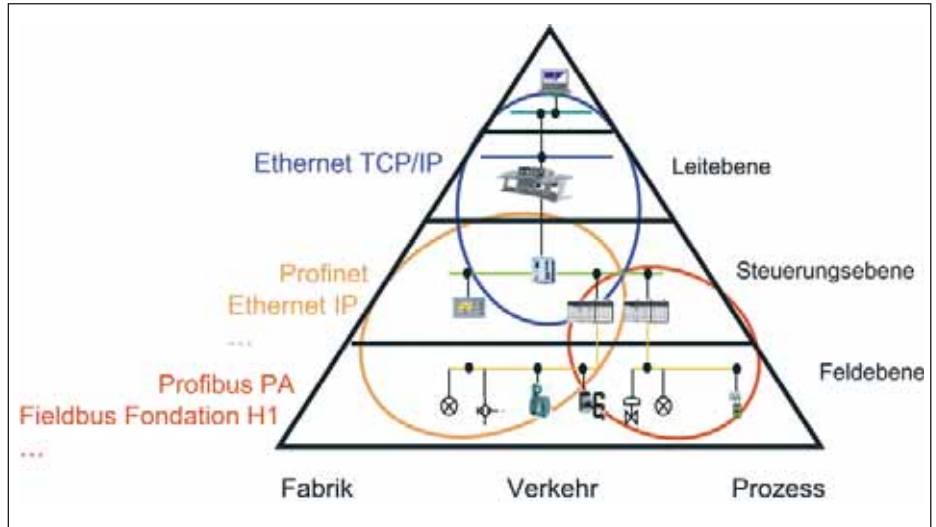 Ethernet TCP/IP
Leitebene
Profinet
Ethernet IP
...
Steuerungsebene
Profibus PA
Fieldbus Fondation H1
...
Feldebene
Fabrik Verkehr Prozess